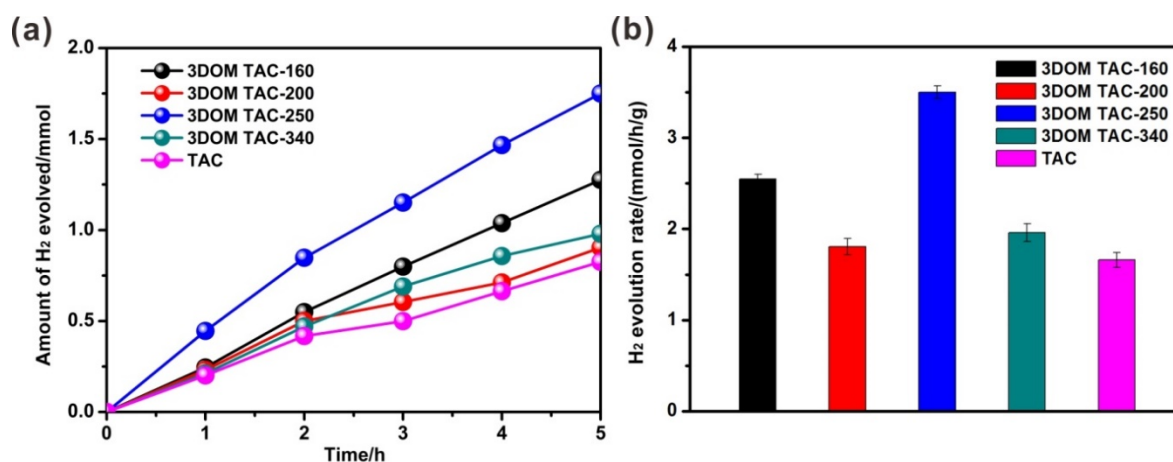 (a)
2.0
1.5
1.0
0.5
0.0
Amount of H₂ evolved/mmol
3DOM TAC-160
3DOM TAC-200
3DOM TAC-250
3DOM TAC-340
TAC
0 1 2 3 4 5
Time/h
(b)
4
3
2
1
0
H₂ evolution rate/(mmol/h/g)
3DOM TAC-160
3DOM TAC-200
3DOM TAC-250
3DOM TAC-340
TAC